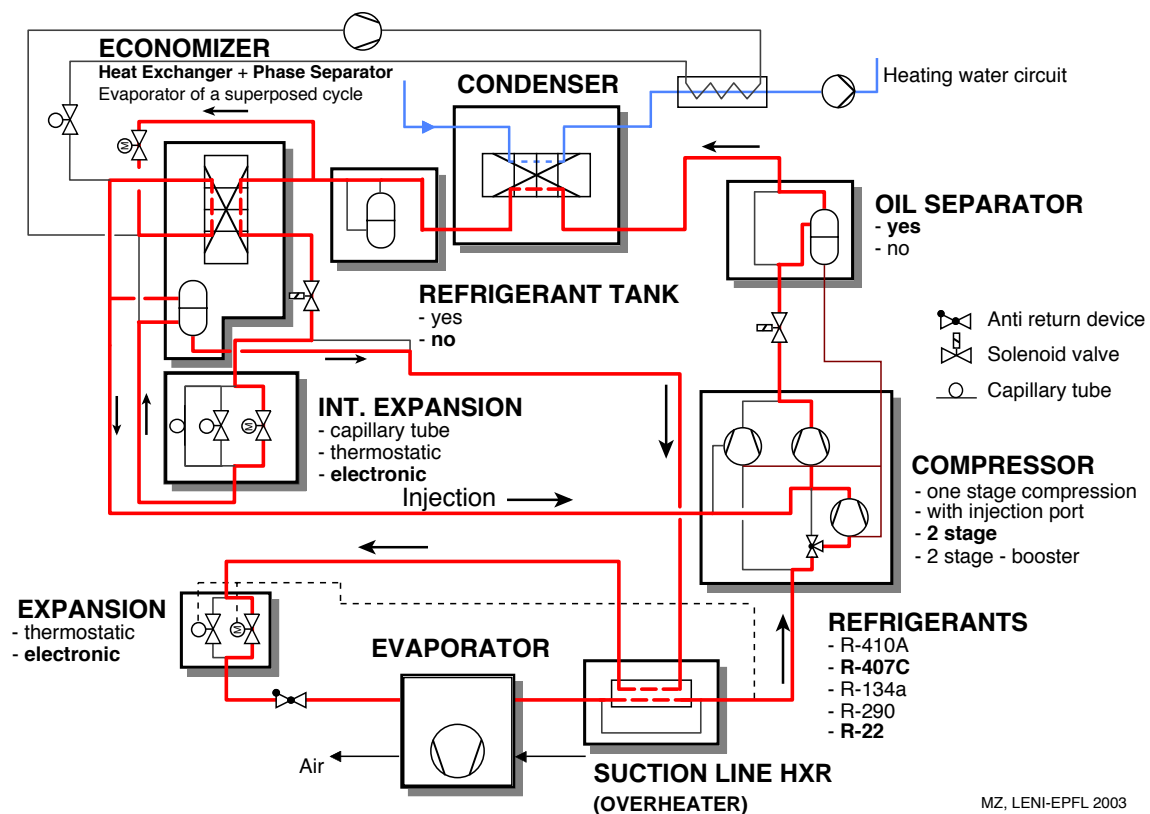 ECONOMIZER
Heat Exchanger + Phase Separator
Evaporator of a superposed cycle
CONDENSER
Heating water circuit
M
OIL SEPARATOR
- yes
- no
REFRIGERANT TANK
- yes
- no
Anti return device
Solenoid valve
Capillary tube
INT. EXPANSION
- capillary tube
- thermostatic
- electronic
M
Injection
COMPRESSOR
- one stage compression
- with injection port
- 2 stage
- 2 stage - booster
EXPANSION
- thermostatic
- electronic
M
EVAPORATOR
REFRIGERANTS
- R-410A
- R-407C
- R-134a
- R-290
- R-22
Air
SUCTION LINE HXR
(OVERHEATER)
MZ, LENI-EPFL 2003